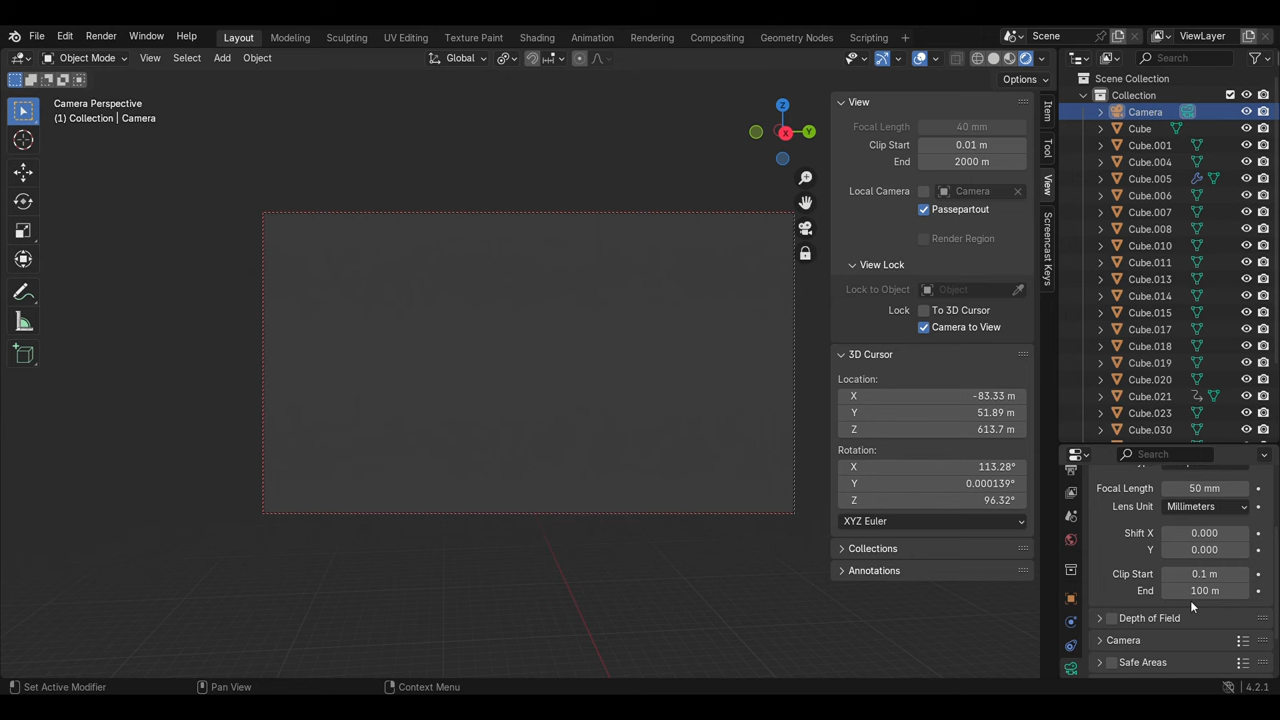 File Edit Render Window Help Layout Modeling Sculpting UV Editing Texture Paint Shading Animation Rendering Compositing Geometry Nodes Scripting + Scene ViewLayer
Object Mode View Select Add Object Global Search
Options
Camera Perspective
(1) Collection | Camera
Z
Y
X
Item
Tool
View
Screencast Keys
View
Focal Length 40 mm
Clip Start 0.01 m
End 2000 m
Local Camera Camera
Passepartout
Render Region
View Lock
Lock to Object Object
Lock To 3D Cursor
Camera to View
3D Cursor
Location:
X -83.33 m
Y 51.89 m
Z 613.7 m
Rotation:
X 113.28°
Y 0.000139°
Z 96.32°
XYZ Euler
Collections
Annotations
Scene Collection
Collection
Camera
Cube
Cube.001
Cube.004
Cube.005
Cube.006
Cube.007
Cube.008
Cube.010
Cube.011
Cube.013
Cube.014
Cube.015
Cube.017
Cube.018
Cube.019
Cube.020
Cube.021
Cube.023
Cube.030
Search
Focal Length 50 mm
Lens Unit Millimeters
Shift X 0.000
Y 0.000
Clip Start 0.1 m
End 100 m
Depth of Field
Camera
Safe Areas
Set Active Modifier Pan View Context Menu 4.2.1